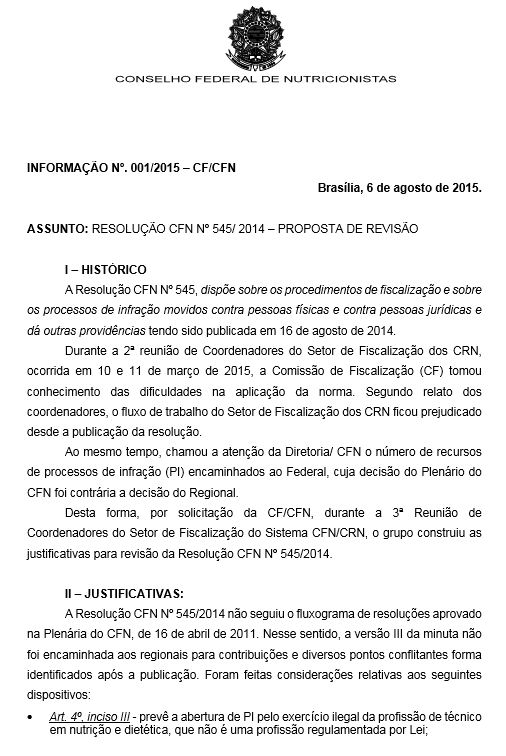 CONSELHO FEDERAL DE NUTRICIONISTAS
INFORMAÇÃO Nº. 001/2015 – CF/CFN
Brasília, 6 de agosto de 2015.
ASSUNTO: RESOLUÇÃO CFN Nº 545/ 2014 – PROPOSTA DE REVISÃO
I – HISTÓRICO
A Resolução CFN Nº 545, dispõe sobre os procedimentos de fiscalização e sobre
os processos de infração movidos contra pessoas físicas e contra pessoas jurídicas e
dá outras providências tendo sido publicada em 16 de agosto de 2014.
Durante a 2ª reunião de Coordenadores do Setor de Fiscalização dos CRN,
ocorrida em 10 e 11 de março de 2015, a Comissão de Fiscalização (CF) tomou
conhecimento das dificuldades na aplicação da norma. Segundo relato dos
coordenadores, o fluxo de trabalho do Setor de Fiscalização dos CRN ficou prejudicado
desde a publicação da resolução.
Ao mesmo tempo, chamou a atenção da Diretoria/ CFN o número de recursos
de processos de infração (PI) encaminhados ao Federal, cuja decisão do Plenário do
CFN foi contrária a decisão do Regional.
Desta forma, por solicitação da CF/CFN, durante a 3ª Reunião de
Coordenadores do Setor de Fiscalização do Sistema CFN/CRN, o grupo construiu as
justificativas para revisão da Resolução CFN Nº 545/2014.
II – JUSTIFICATIVAS:
A Resolução CFN Nº 545/2014 não seguiu o fluxograma de resoluções aprovado
na Plenária do CFN, de 16 de abril de 2011. Nesse sentido, a versão III da minuta não
foi encaminhada aos regionais para contribuições e diversos pontos conflitantes forma
identificados após a publicação. Foram feitas considerações relativas aos seguintes
dispositivos:
• Art. 4º, inciso III - prevê a abertura de PI pelo exercício ilegal da profissão de técnico
em nutrição e dietética, que não é uma profissão regulamentada por Lei;